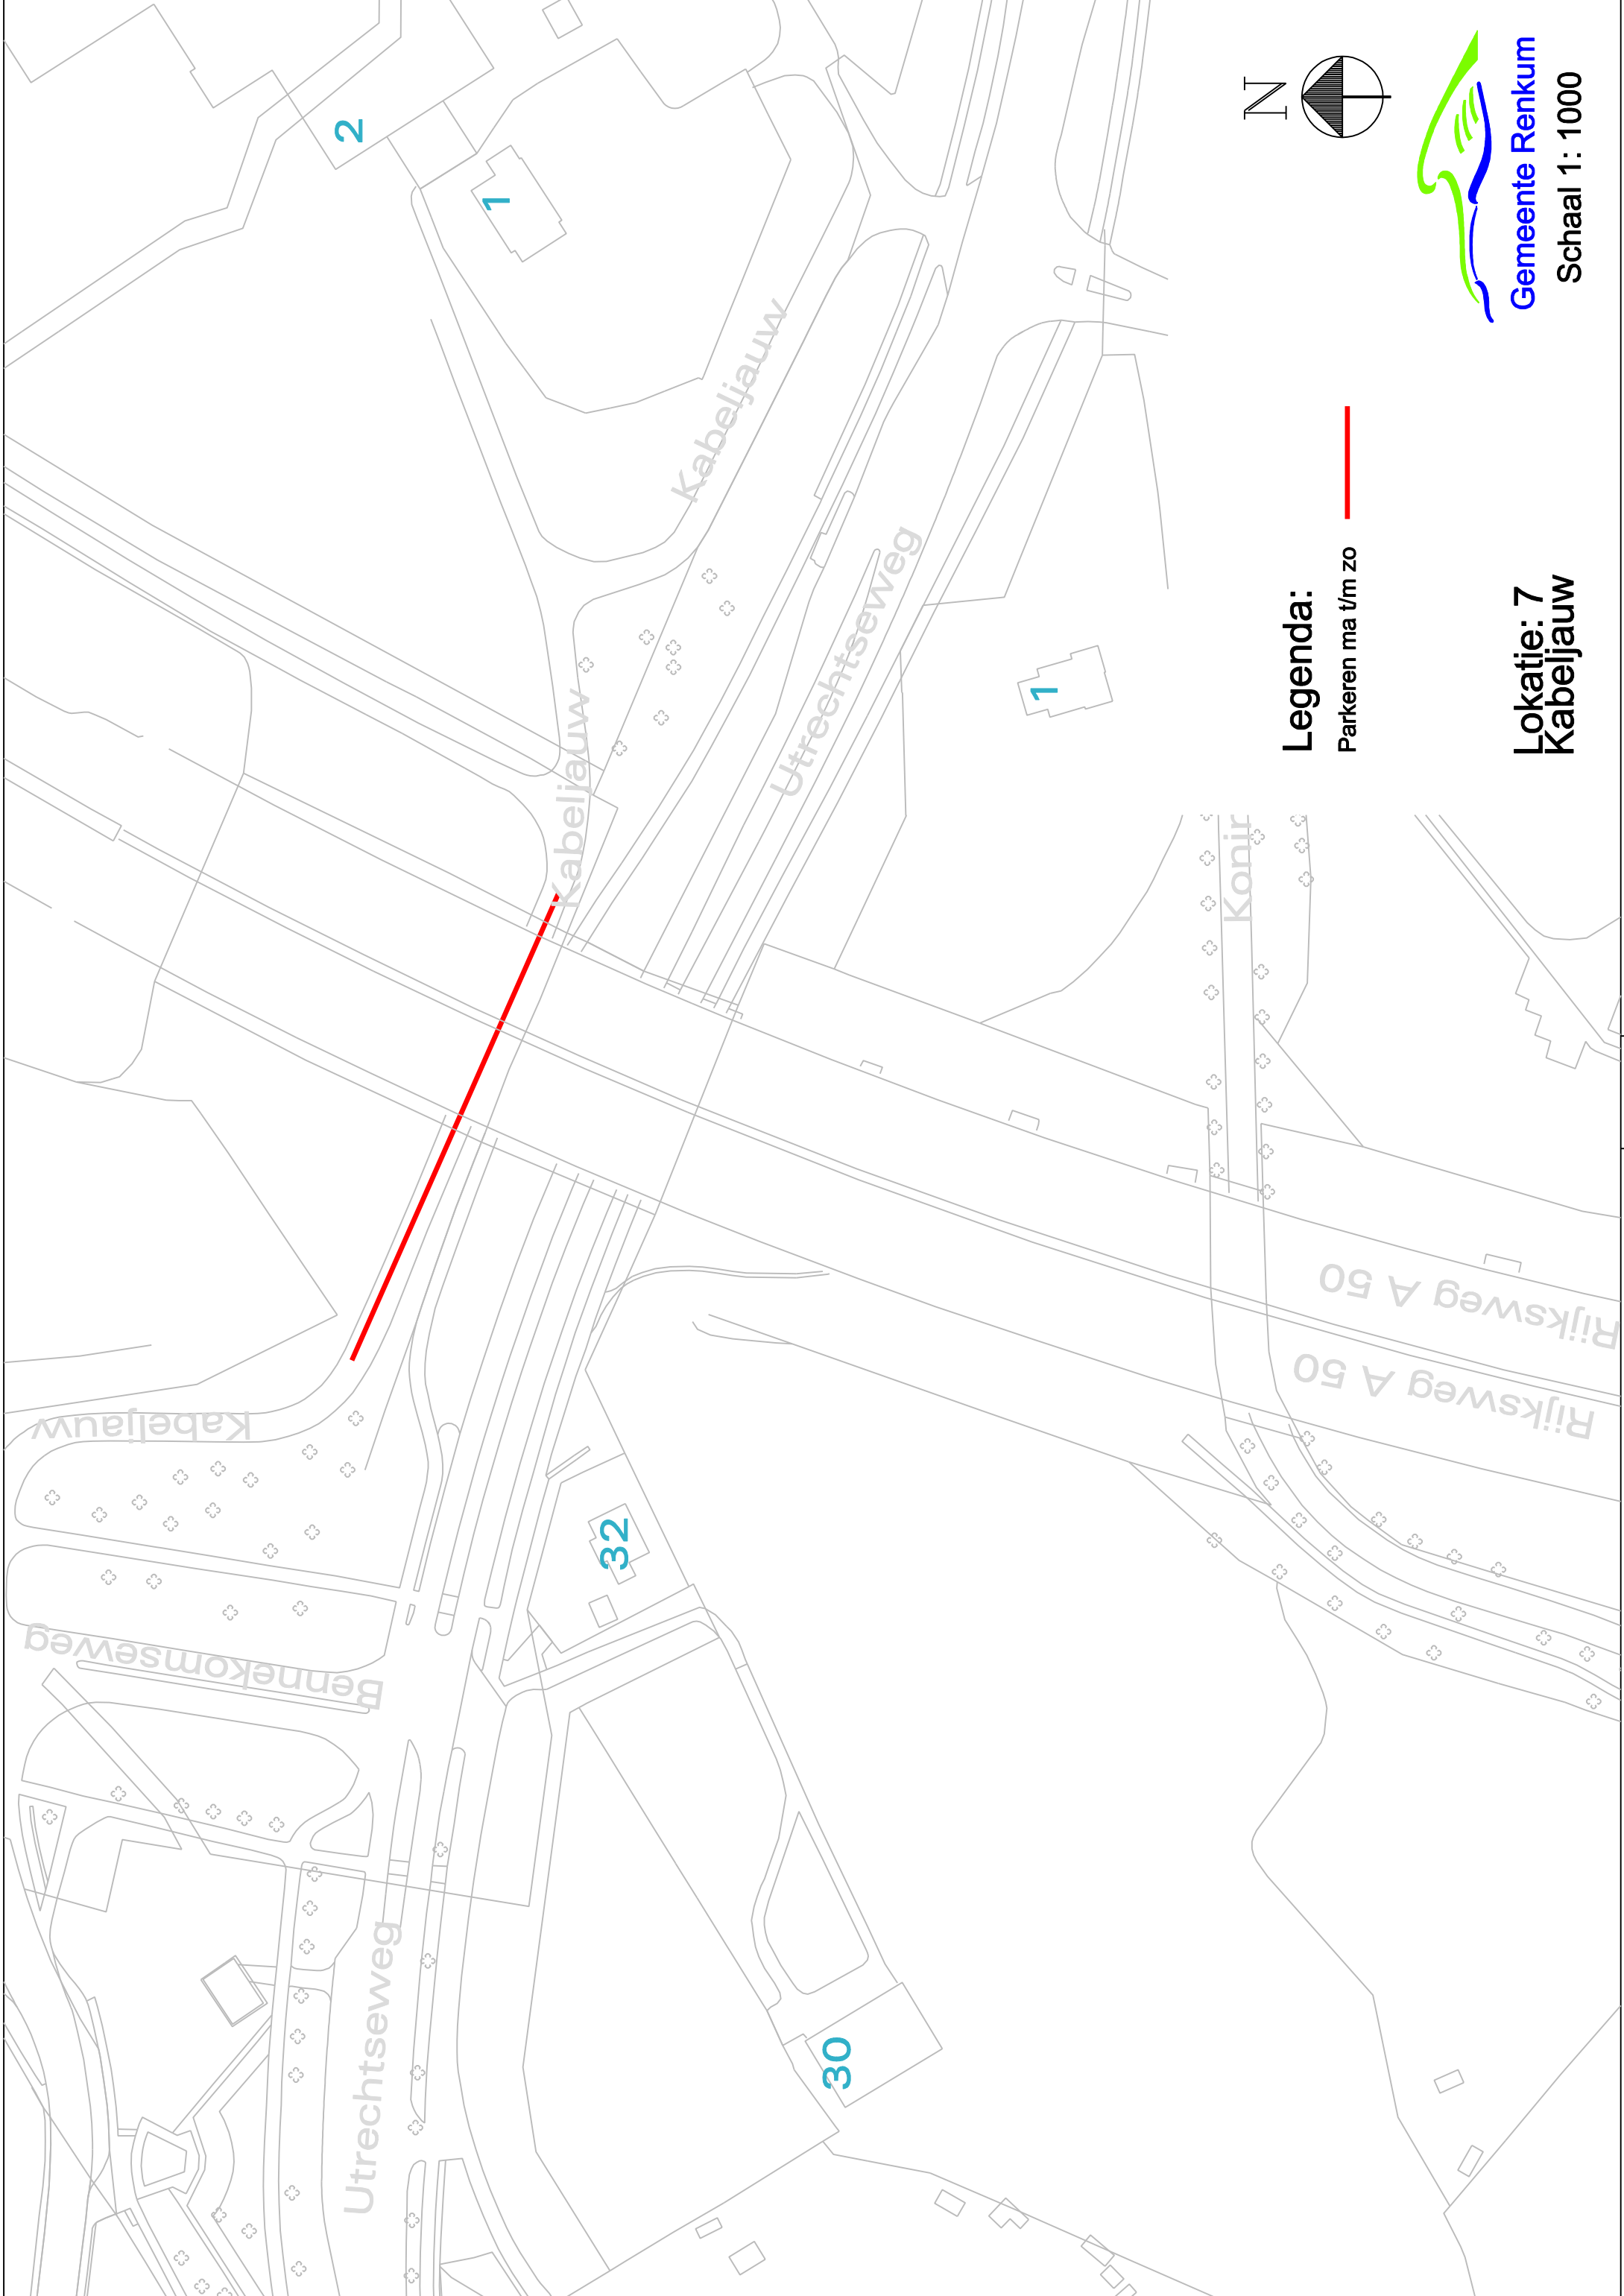 2
1
Kabeljauw
Kabeljauw
Utrechtseweg
1
Konir
Rijksweg A 50
Rijksweg A 50
Kabeljauw
Bennekomseweg
32
Utrechtseweg
30
N
Gemeente Renkum
Schaal 1: 1000
Legenda:
Parkeren ma t/m zo
Lokatie: 7
Kabeljauw